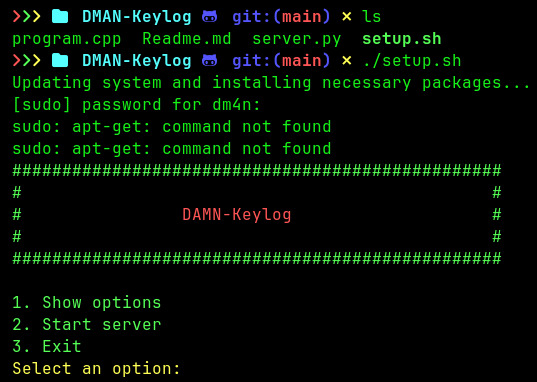 >>> DMAN-Keylog git:(main) × ls
program.cpp Readme.md server.py setup.sh
>>> DMAN-Keylog git:(main) × ./setup.sh
Updating system and installing necessary packages...
[sudo] password for dm4n:
sudo: apt-get: command not found
sudo: apt-get: command not found
#################################################
# #
# DAMN-Keylog #
# #
#################################################
1. Show options
2. Start server
3. Exit
Select an option: